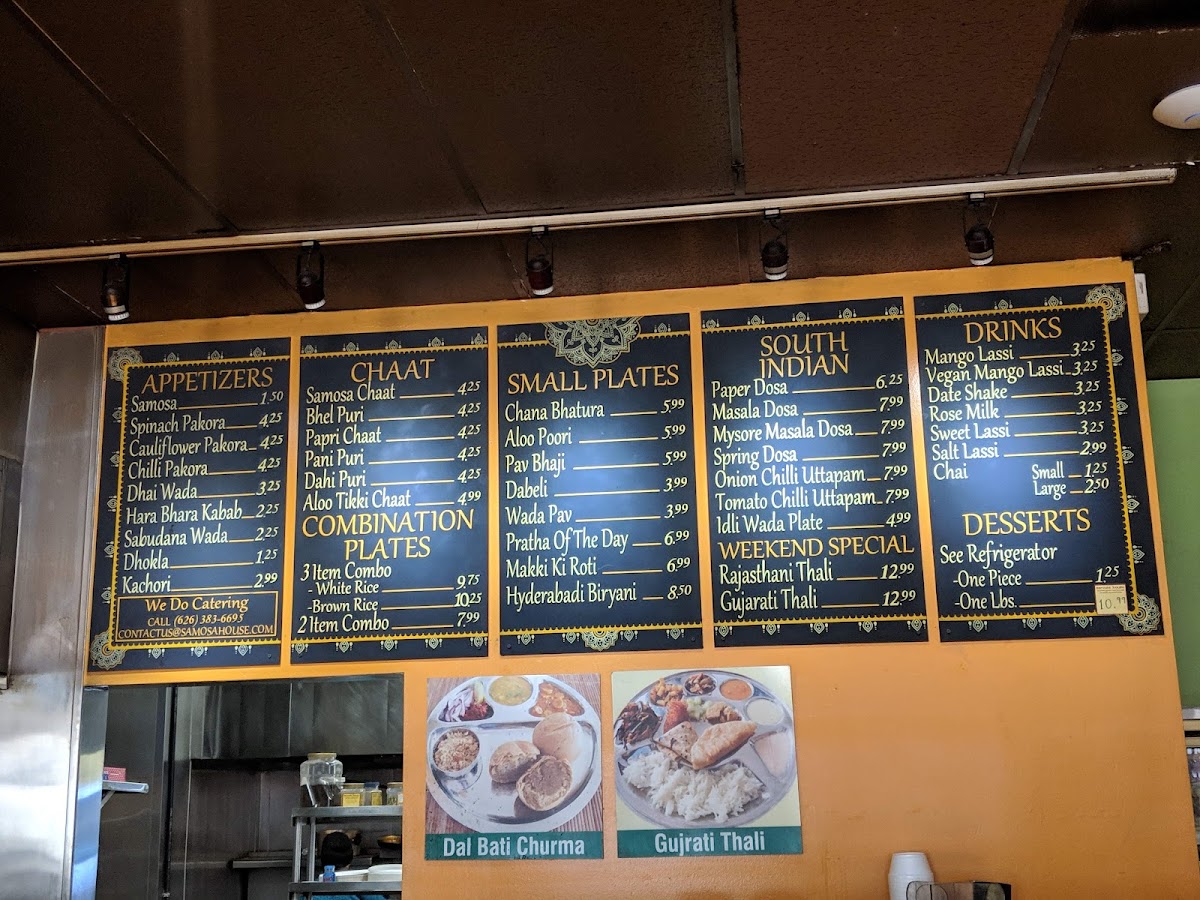 APPETIZERS
Samosa 1.50
Spinach Pakora 4.25
Cauliflower Pakora 4.25
Chilli Pakora 4.25
Dhai Wada 3.25
Hara Bhara Kabab 2.25
Sabudana Wada 2.25
Dhokla 1.25
Kachori 2.99
We Do Catering
CALL (626) 383-6695
CONTACTUS@SAMOSAHOUSE.COM
CHAAT
Samosa Chaat 4.25
Bhel Puri 4.25
Papri Chaat 4.25
Pani Puri 4.25
Dahi Puri 4.25
Aloo Tikki Chaat 4.99
COMBINATION
PLATES
3 Item Combo
- White Rice 9.75
-Brown Rice 10.25
2 Item Combo 7.99
SMALL PLATES
Chana Bhatura 5.99
Aloo Poori 5.99
Pav Bhaji 5.99
Dabeli 3.99
Wada Pav 3.99
Pratha Of The Day 6.99
Makki Ki Roti 6.99
Hyderabadi Biryani 8.50
SOUTH
INDIAN
Paper Dosa 6.25
Masala Dosa 7.99
Mysore Masala Dosa 7.99
Spring Dosa 7.99
Onion Chilli Uttapam 7.99
Tomato Chilli Uttapam 7.99
Idli Wada Plate 4.99
WEEKEND SPECIAL
Rajasthani Thali 12.99
Gujarati Thali 12.99
DRINKS
Mango Lassi 3.25
Vegan Mango Lassi 3.25
Date Shake 3.25
Rose Milk 3.25
Sweet Lassi 3.25
Salt Lassi 2.99
Chai Small 1.25
Large 2.50
DESSERTS
See Refrigerator
-One Piece 1.25
-One Lbs. 10.99
Dal Bati Churma
Gujrati Thali